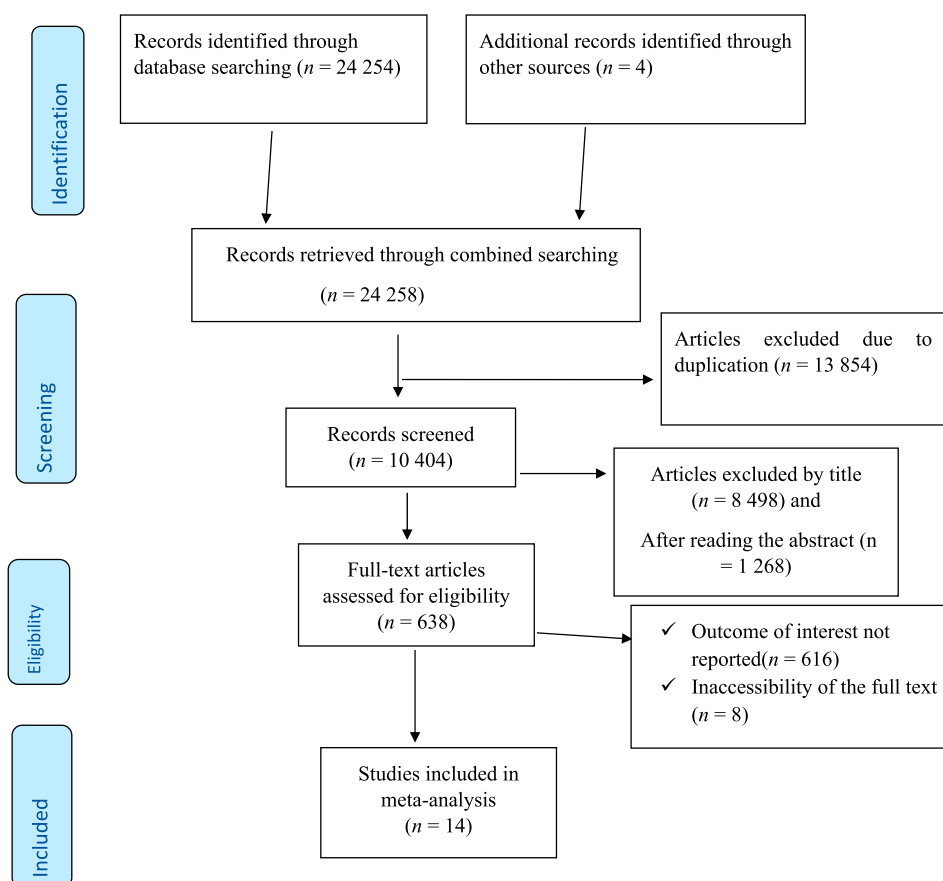 Identification
Records identified through
database searching (n = 24 254)
Additional records identified through
other sources (n = 4)
Records retrieved through combined searching
(n = 24 258)
Screening
Articles excluded due to
duplication (n = 13 854)
Records screened
(n = 10 404)
Articles excluded by title
(n = 8 498) and
After reading the abstract (n
= 1 268)
Eligibility
Full-text articles
assessed for eligibility
(n = 638)
✓ Outcome of interest not
reported(n = 616)
✓ Inaccessibility of the full text
(n = 8)
Included
Studies included in
meta-analysis
(n = 14)